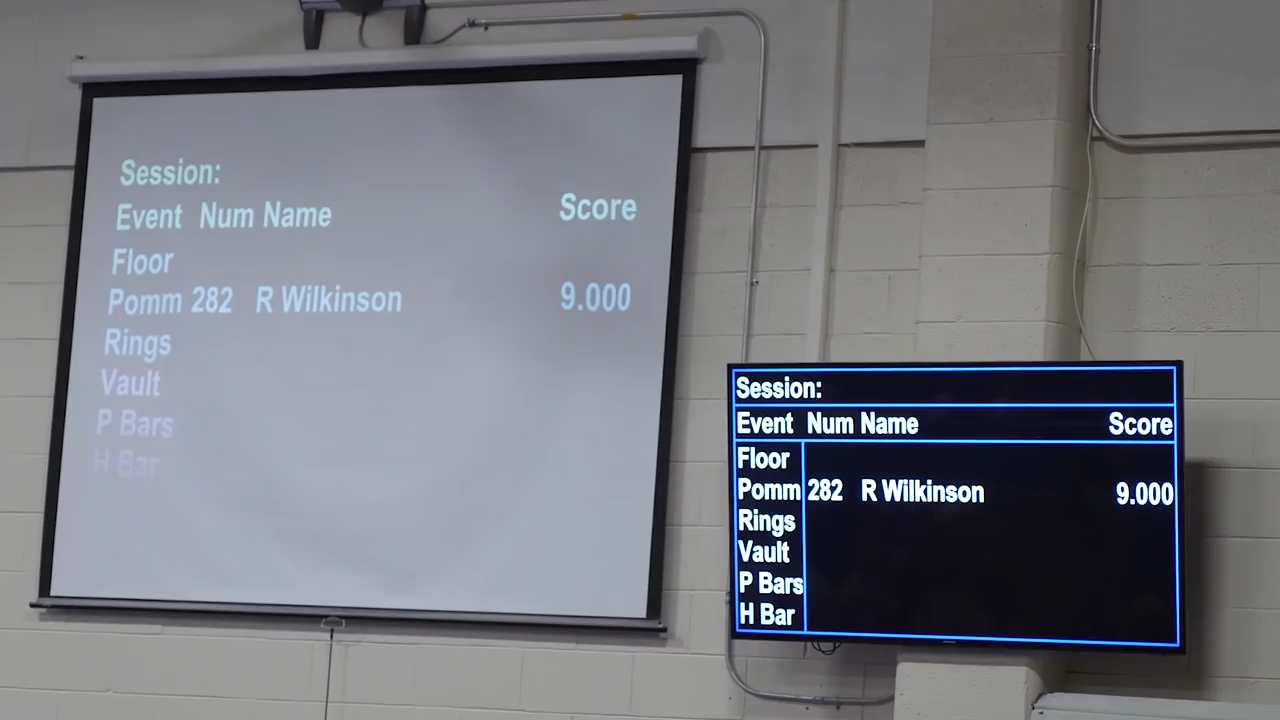 Session:
Event Num Name Score
Floor
Pomm 282 R Wilkinson 9.000
Rings
Vault
P Bars
H Bar
Session:
Event Num Name Score
Floor
Pomm 282 R Wilkinson 9.000
Rings
Vault
P Bars
H Bar